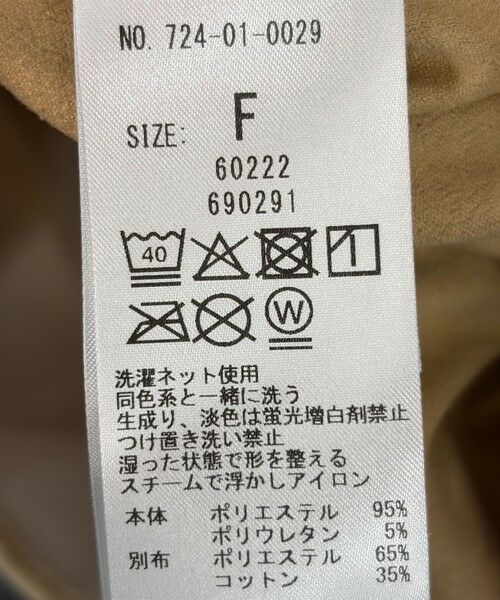 NO. 724-01-0029
SIZE: F
60222
690291
40
W
洗濯ネット使用
同色系と一緒に洗う
生成り、淡色は蛍光増白剤禁止
つけ置き洗い禁止
湿った状態で形を整える
スチームで浮かしアイロン
本体 ポリエステル 95%
ポリウレタン 5%
別布 ポリエステル 65%
コットン 35%